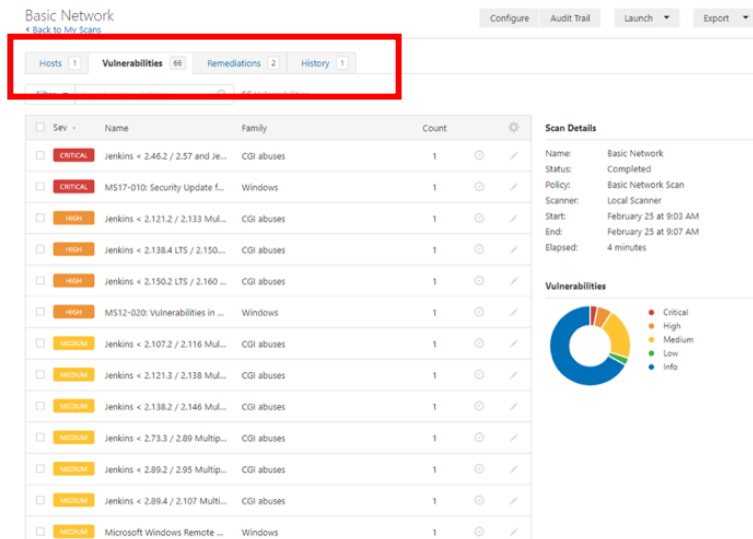 Basic Network
Back to My Scans
Configure Audit Trail Launch Export
Hosts 1 Vulnerabilities 66 Remediations 2 History 1
Sev Name Family Count
CRITICAL Jenkins < 2.46.2 / 2.57 and Je... CGI abuses 1
CRITICAL MS17-010: Security Update f... Windows 1
HIGH Jenkins < 2.121.2 / 2.133 Mul... CGI abuses 1
HIGH Jenkins < 2.138.4 LTS / 2.150.... CGI abuses 1
HIGH Jenkins < 2.150.2 LTS / 2.160 ... CGI abuses 1
HIGH MS12-020: Vulnerabilities in ... Windows 1
MEDIUM Jenkins < 2.107.2 / 2.116 Mul... CGI abuses 1
MEDIUM Jenkins < 2.121.3 / 2.138 Mul... CGI abuses 1
MEDIUM Jenkins < 2.138.2 / 2.146 Mul... CGI abuses 1
MEDIUM Jenkins < 2.73.3 / 2.89 Multip... CGI abuses 1
MEDIUM Jenkins < 2.89.2 / 2.95 Multip... CGI abuses 1
MEDIUM Jenkins < 2.89.4 / 2.107 Multi... CGI abuses 1
MEDIUM Microsoft Windows Remote ... Windows 1
Scan Details
Name: Basic Network
Status: Completed
Policy: Basic Network Scan
Scanner: Local Scanner
Start: February 25 at 9:03 AM
End: February 25 at 9:07 AM
Elapsed: 4 minutes
Vulnerabilities
Critical
High
Medium
Low
Info